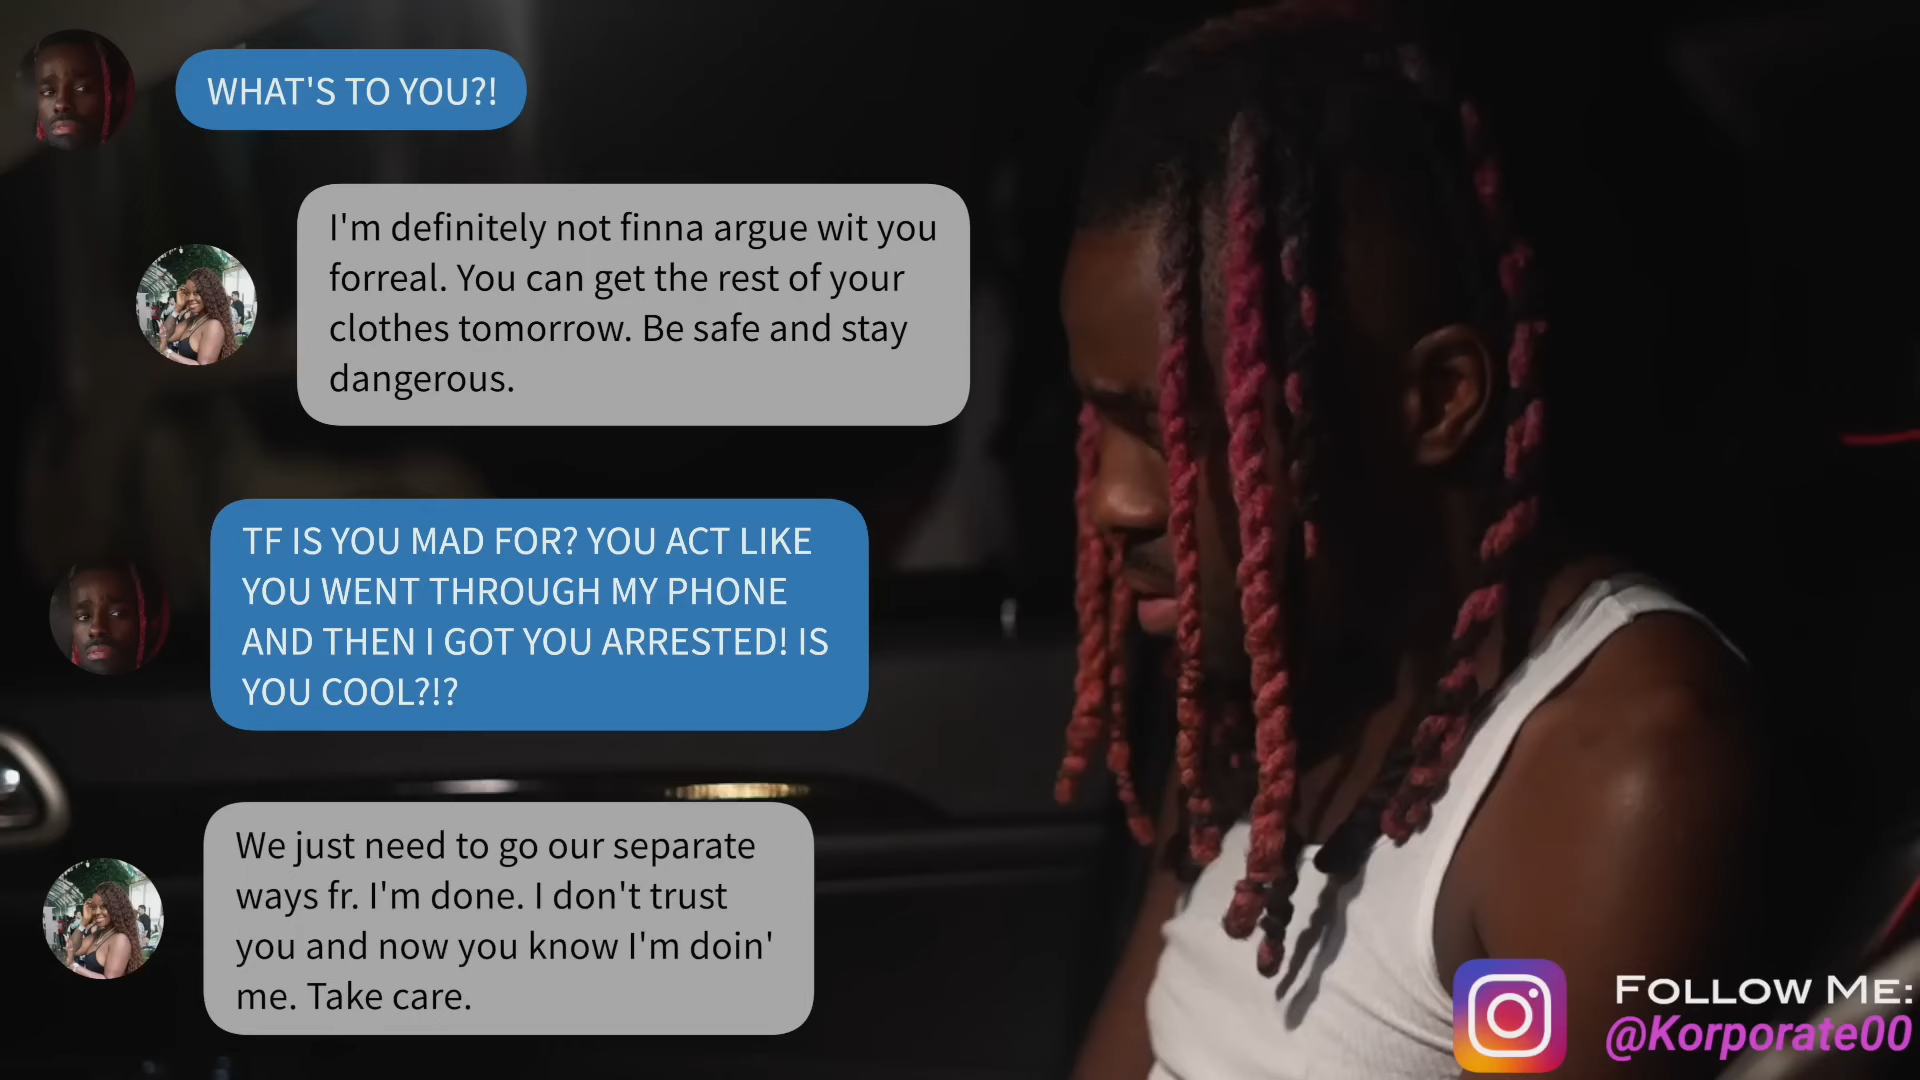 WHAT'S TO YOU?!
I'm definitely not finna argue wit you
forreal. You can get the rest of your
clothes tomorrow. Be safe and stay
dangerous.
TF IS YOU MAD FOR? YOU ACT LIKE
YOU WENT THROUGH MY PHONE
AND THEN I GOT YOU ARRESTED! IS
YOU COOL?!?
We just need to go our separate
ways fr. I'm done. I don't trust
you and now you know I'm doin'
me. Take care.
FOLLOW ME:
@Korporate00